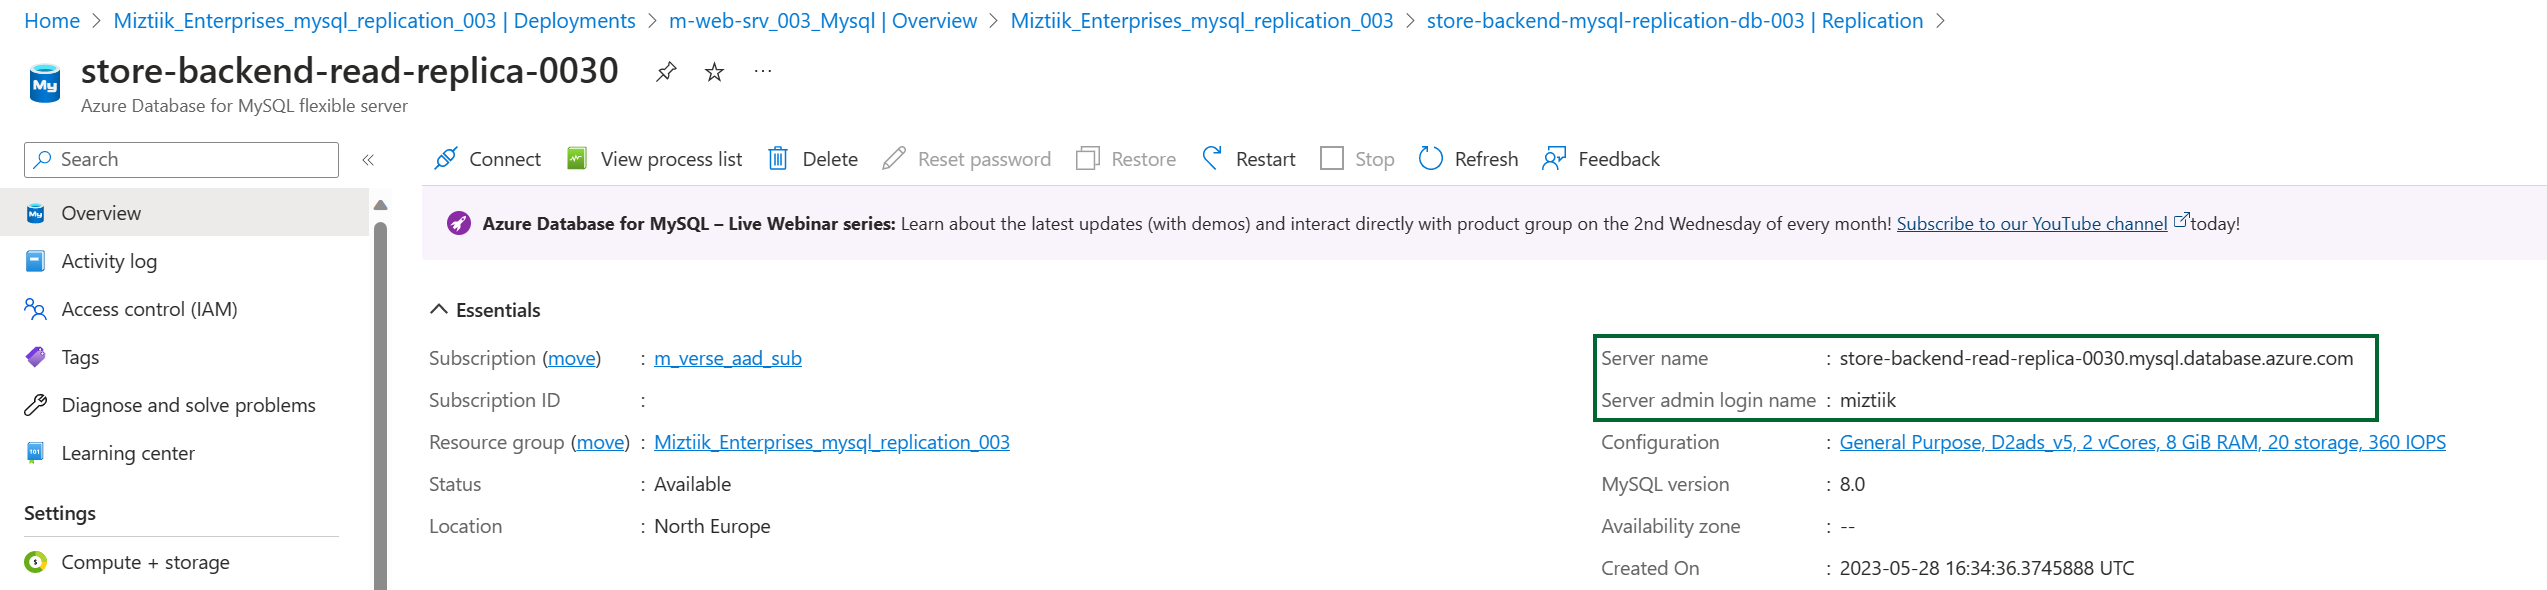 Home > Miztiik_Enterprises_mysql_replication_003 | Deployments > m-web-srv_003_Mysql | Overview > Miztiik_Enterprises_mysql_replication_003 > store-backend-mysql-replication-db-003 | Replication >
store-backend-read-replica-0030 ...
My
Azure Database for MySQL flexible server
Search «
Connect View process list Delete Reset password Restore Restart Stop Refresh Feedback
Azure Database for MySQL – Live Webinar series: Learn about the latest updates (with demos) and interact directly with product group on the 2nd Wednesday of every month! Subscribe to our YouTube channel today!
My Overview
Activity log
Access control (IAM)
Tags
Diagnose and solve problems
101 Learning center
Settings
$ Compute + storage
Essentials
Subscription (move) : m_verse_aad_sub
Subscription ID :
Resource group (move) : Miztiik_Enterprises_mysql_replication_003
Status : Available
Location : North Europe
Server name : store-backend-read-replica-0030.mysql.database.azure.com
Server admin login name : miztiik
Configuration : General Purpose, D2ads_v5, 2 vCores, 8 GiB RAM, 20 storage, 360 IOPS
MySQL version : 8.0
Availability zone : --
Created On : 2023-05-28 16:34:36.3745888 UTC